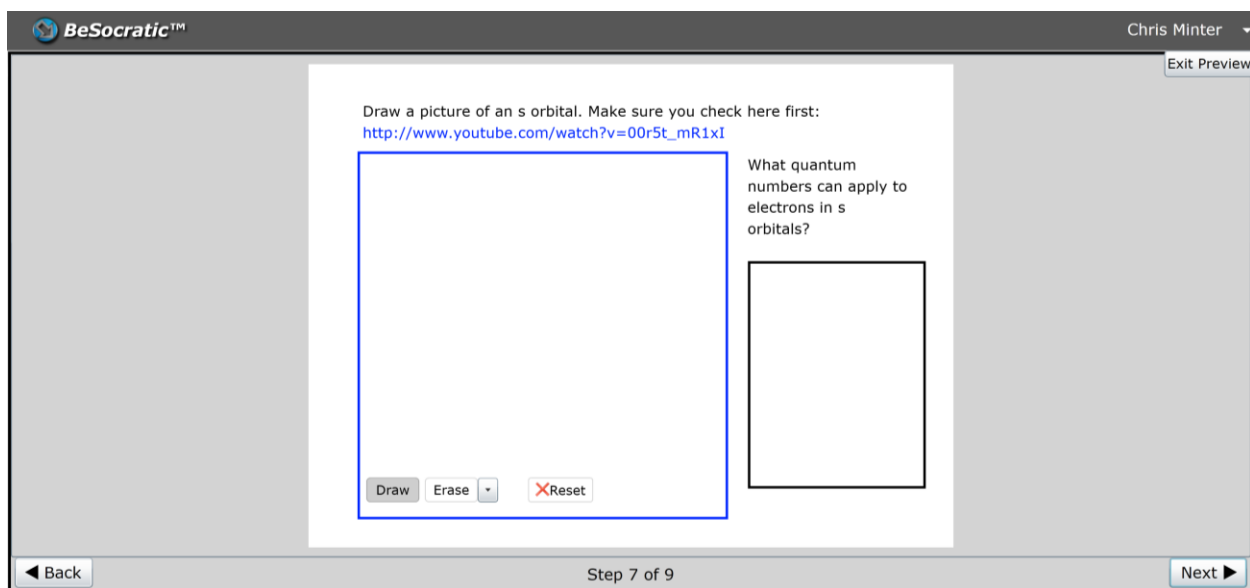 BeSocratic™
Chris Minter
Exit Preview
Draw a picture of an s orbital. Make sure you check here first:
http://www.youtube.com/watch?v=00r5t_mR1xI
What quantum
numbers can apply to
electrons in s
orbitals?
Draw
Erase
Reset
Back
Step 7 of 9
Next